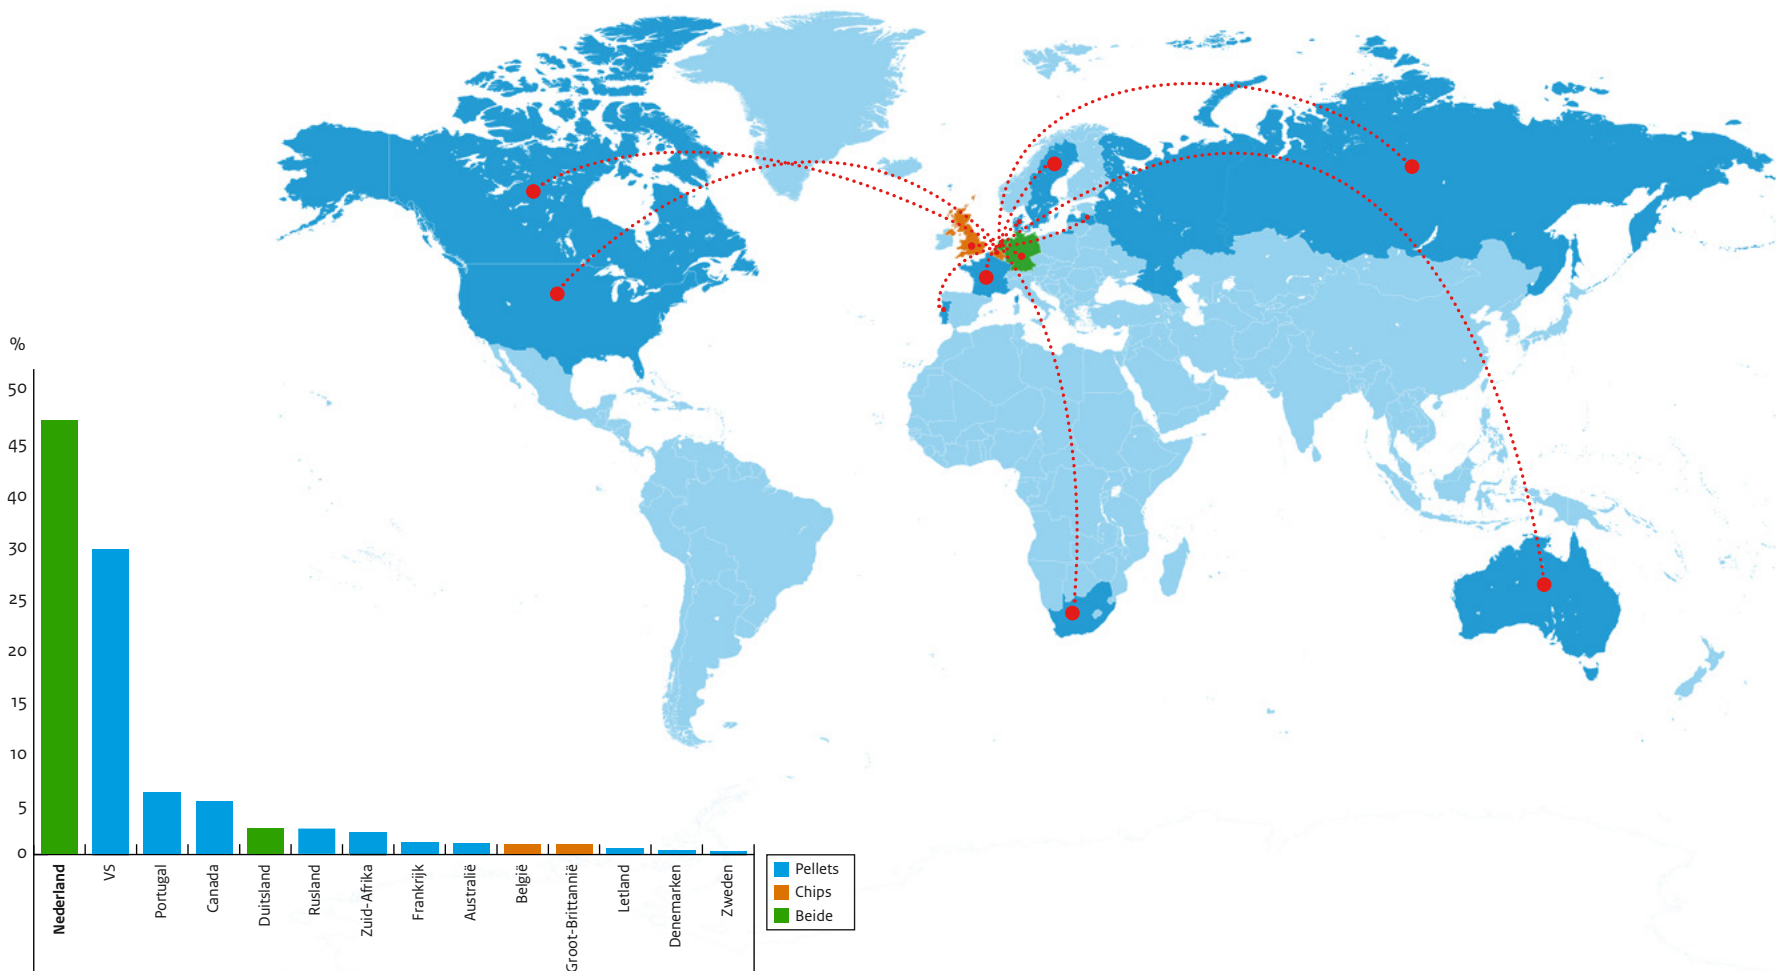 %
50
45
40
30
25
20
15
10
5
0
Nederland
VS
Portugal
Canada
Duitsland
Rusland
Zuid-Afrika
Frankrijk
Australië
België
Groot-Brittannië
Letland
Denemarken
Zweden
Pellets
Chips
Beide